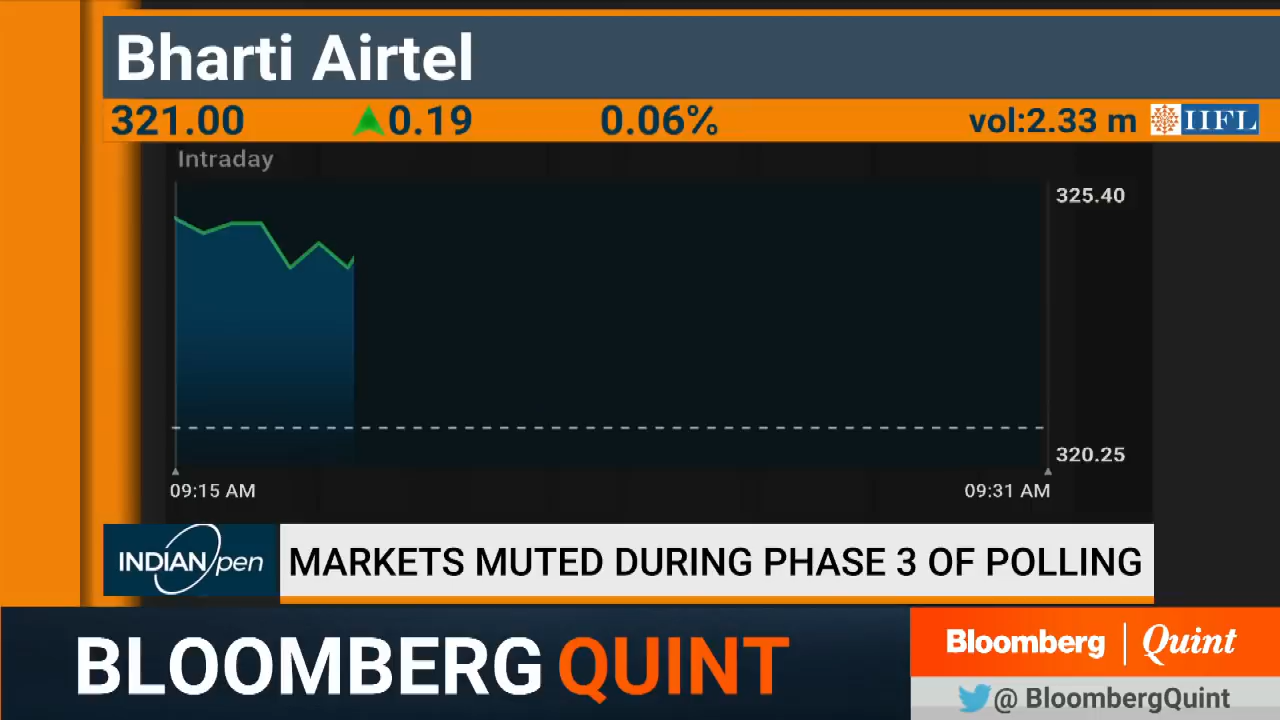 Bharti Airtel
321.00 0.19 0.06% vol:2.33 m IIFL
Intraday
325.40
320.25
09:15 AM 09:31 AM
INDIAN Open MARKETS MUTED DURING PHASE 3 OF POLLING
BLOOMBERG QUINT
Bloomberg | Quint
@ BloombergQuint